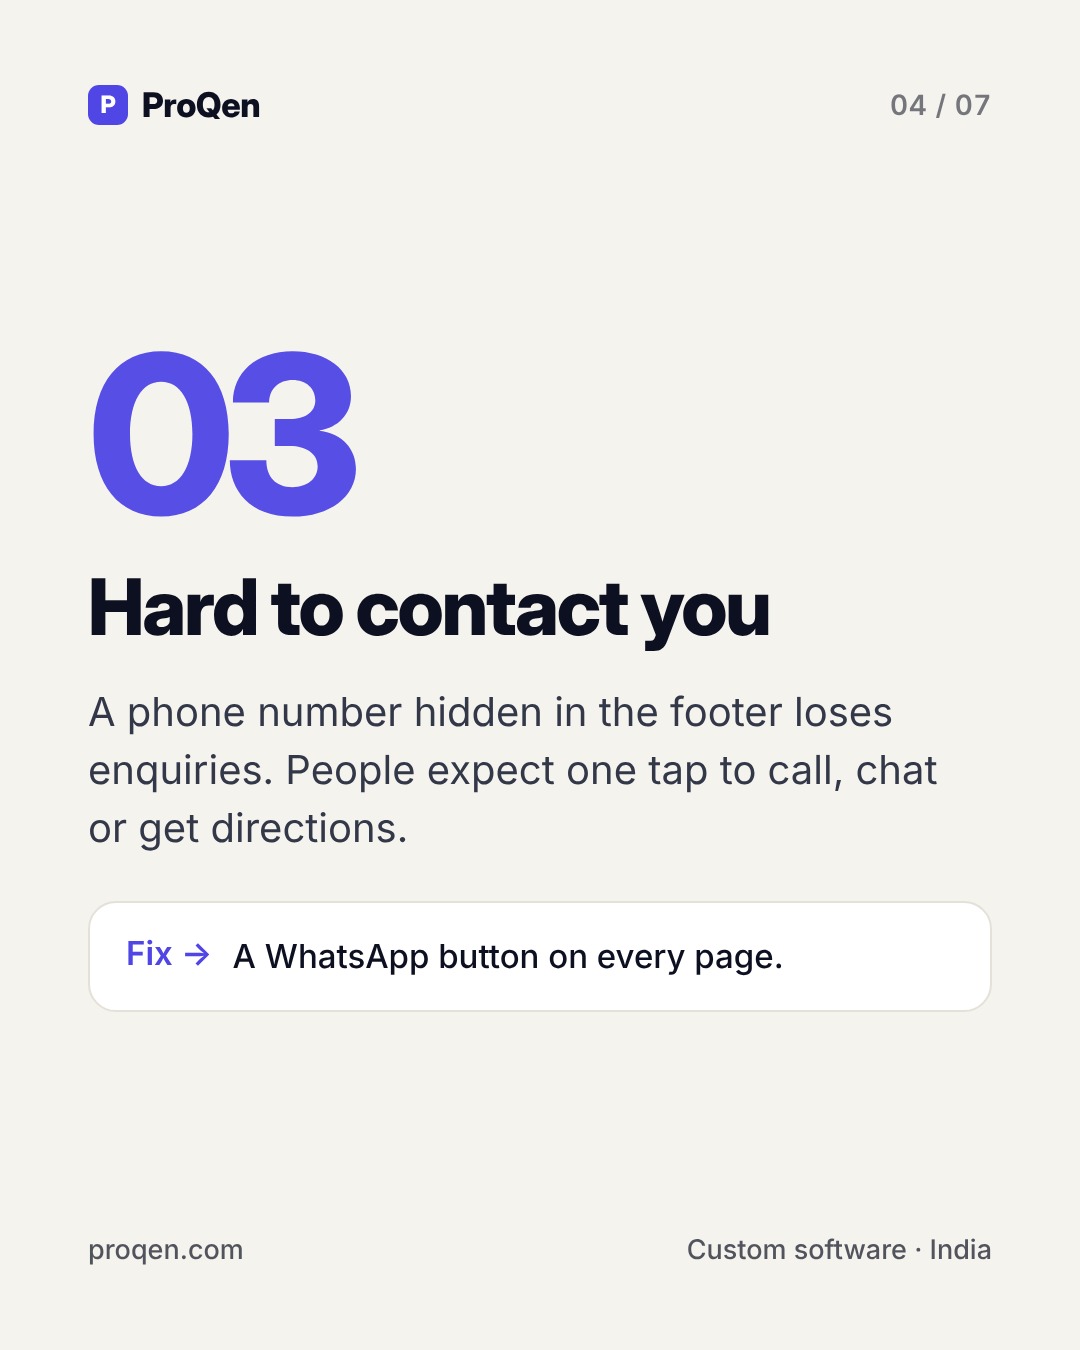 P ProQen
04 / 07
03
Hard to contact you
A phone number hidden in the footer loses
enquiries. People expect one tap to call, chat
or get directions.
Fix → A WhatsApp button on every page.
proqen.com
Custom software · India